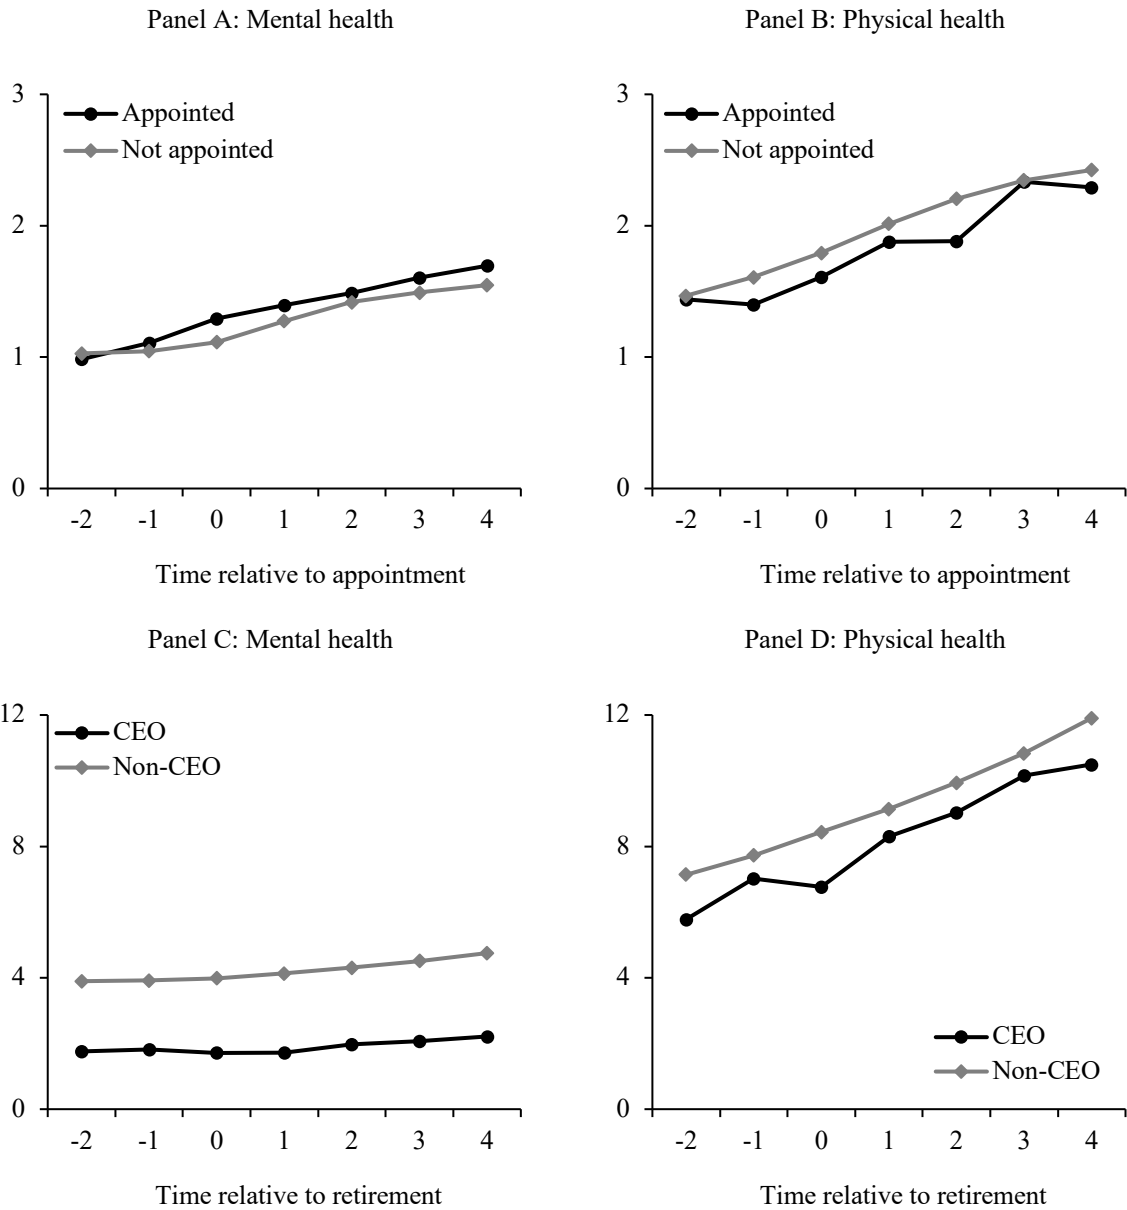 Panel A: Mental health
3
Appointed
Not appointed
2
1
0
-2 -1 0 1 2 3 4
Time relative to appointment
Panel B: Physical health
3
Appointed
Not appointed
2
1
0
-2 -1 0 1 2 3 4
Time relative to appointment
Panel C: Mental health
12
CEO
Non-CEO
8
4
0
-2 -1 0 1 2 3 4
Time relative to retirement
Panel D: Physical health
12
8
4
CEO
Non-CEO
0
-2 -1 0 1 2 3 4
Time relative to retirement